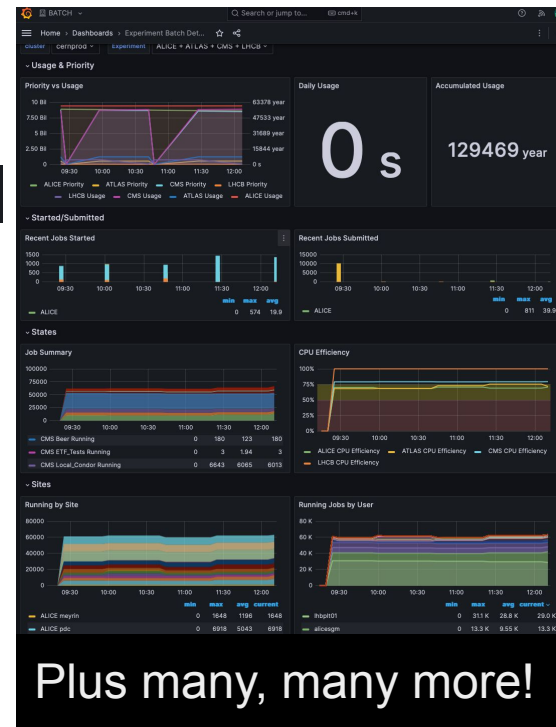 BATCH
Search or jump to...
cmd+k
Home › Dashboards › Experiment Batch Det...
cluster cernprod Experiment ALICE + ATLAS + CMS + LHCB
Usage & Priority
Priority vs Usage
10 Bil
7.50 Bil
5 Bil
2.50 Bil
0
63378 year
47533 year
31689 year
15844 year
0 s
09:30 10:00 10:30 11:00 11:30 12:00
ALICE Priority ATLAS Priority CMS Priority LHCB Priority
LHCB Usage CMS Usage ATLAS Usage ALICE Usage
Daily Usage
0 s
Accumulated Usage
129469 year
Started/Submitted
Recent Jobs Started
1500
1000
500
0
09:30 10:00 10:30 11:00 11:30 12:00
min max avg
ALICE 0 574 19.9
Recent Jobs Submitted
15000
10000
5000
0
09:30 10:00 10:30 11:00 11:30 12:00
min max avg
ALICE 0 811 39.9
States
Job Summary
100000
75000
50000
25000
0
09:30 10:00 10:30 11:00 11:30 12:00
CMS Beer Running 0 180 123 180
CMS ETF_Tests Running 0 3 1.94 3
CMS Local_Condor Running 0 6643 6065 6013
CPU Efficiency
100%
75%
50%
25%
0%
09:30 10:00 10:30 11:00 11:30 12:00
ALICE CPU Efficiency ATLAS CPU Efficiency CMS CPU Efficiency
LHCB CPU Efficiency
Sites
Running by Site
80000
60000
40000
20000
0
09:30 10:00 10:30 11:00 11:30 12:00
min max avg current
ALICE meyrin 0 1648 1196 1648
ALICE pdc 0 6918 5043 6918
Running Jobs by User
80 K
60 K
40 K
20 K
0
09:30 10:00 10:30 11:00 11:30 12:00
min max avg current
lhbplt01 0 31.1 K 28.8 K 29.0 K
alicesgm 0 13.3 K 9.55 K 13.3 K
Plus many, many more!